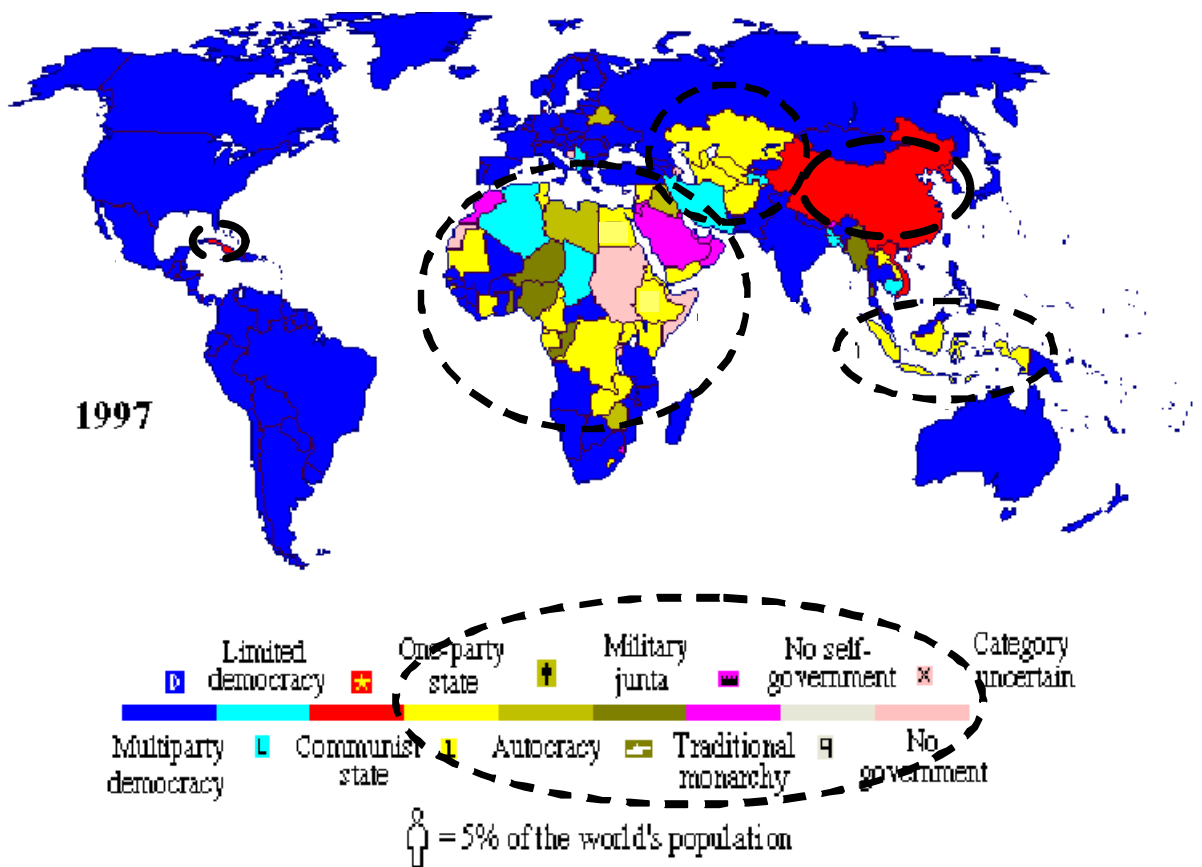 1997
Limited
democracy
One-party
state
Military
junta
No self-
government
Category
uncertain
Multiparty
democracy
Communist
state
Autocracy
Traditional
monarchy
No
government
= 5% of the world's population